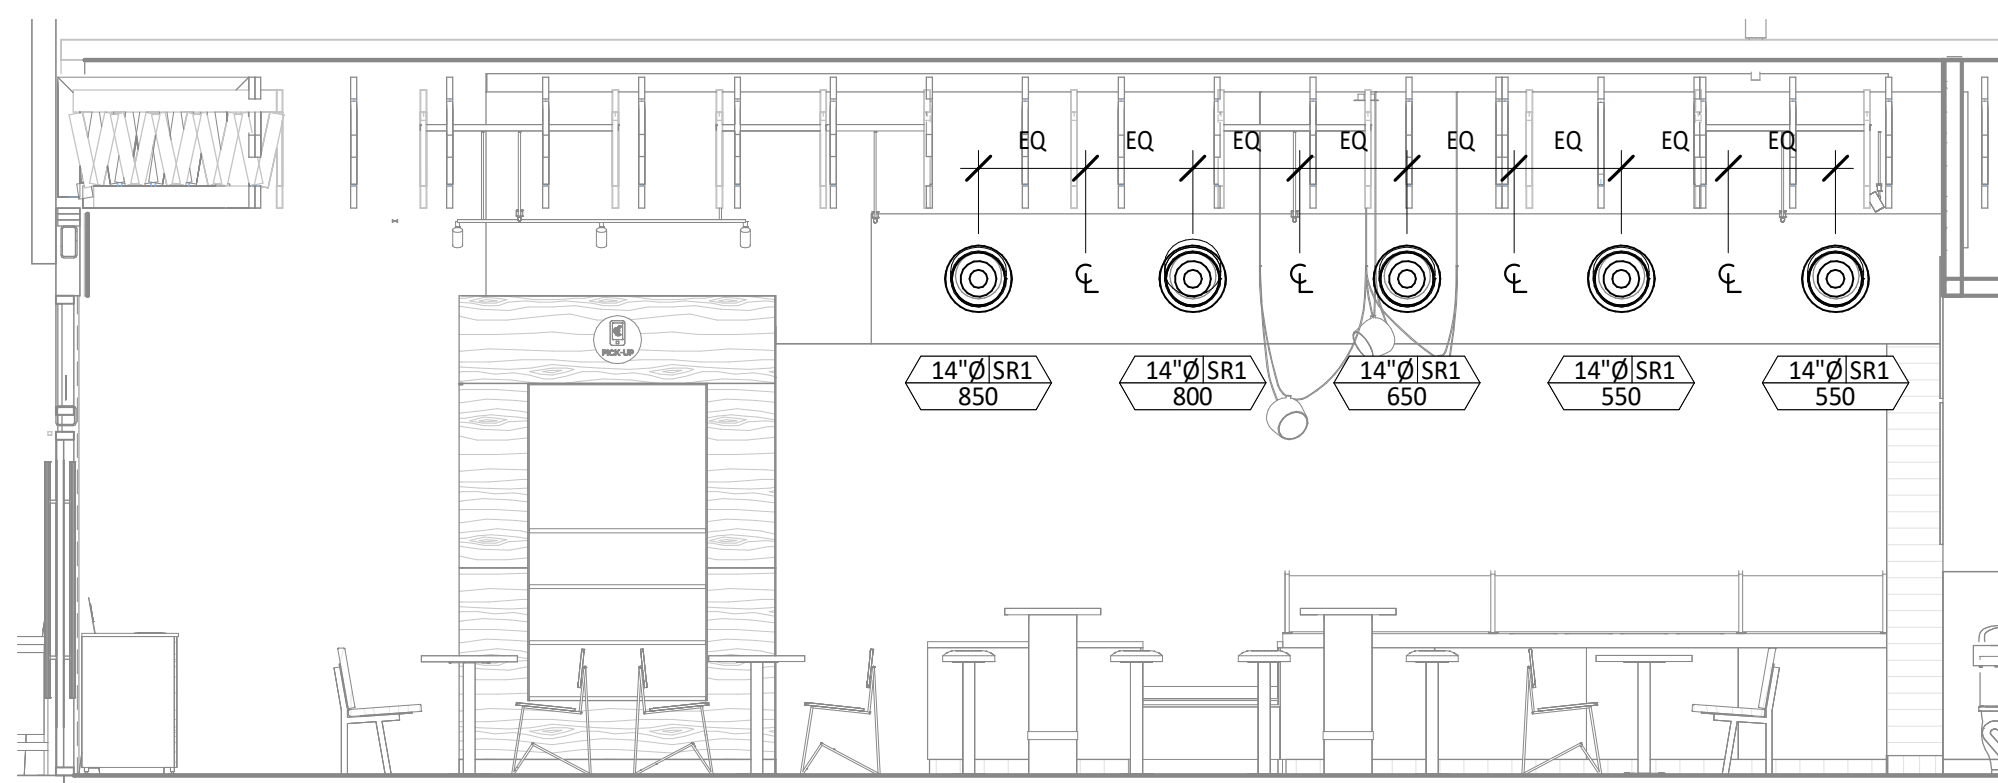 EQ EQ EQ EQ EQ EQ EQ EQ
℄ ℄ ℄ ℄
PICK-UP
14"Ø SR1
850
14"Ø SR1
800
14"Ø SR1
650
14"Ø SR1
550
14"Ø SR1
550